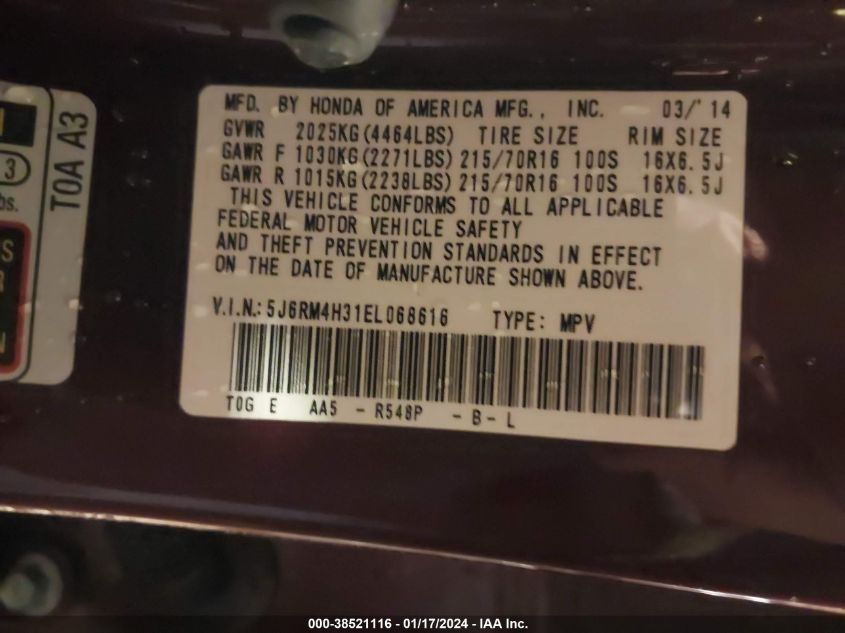 MFD. BY HONDA OF AMERICA MFG., INC. 03/'14
GVWR 2025KG(4464LBS) TIRE SIZE RIM SIZE
GAWR F 1030KG(2271LBS) 215/70R16 100S 16X6.5J
GAWR R 1015KG(2238LBS) 215/70R16 100S 16X6.5J
THIS VEHICLE CONFORMS TO ALL APPLICABLE
FEDERAL MOTOR VEHICLE SAFETY
AND THEFT PREVENTION STANDARDS IN EFFECT
ON THE DATE OF MANUFACTURE SHOWN ABOVE.
V.I.N.: 5J6RM4H31EL068616 TYPE: MPV
T0G E AA5 - R548P - B - L
T0A A3
3
000-38521116 - 01/17/2024 - IAA Inc.